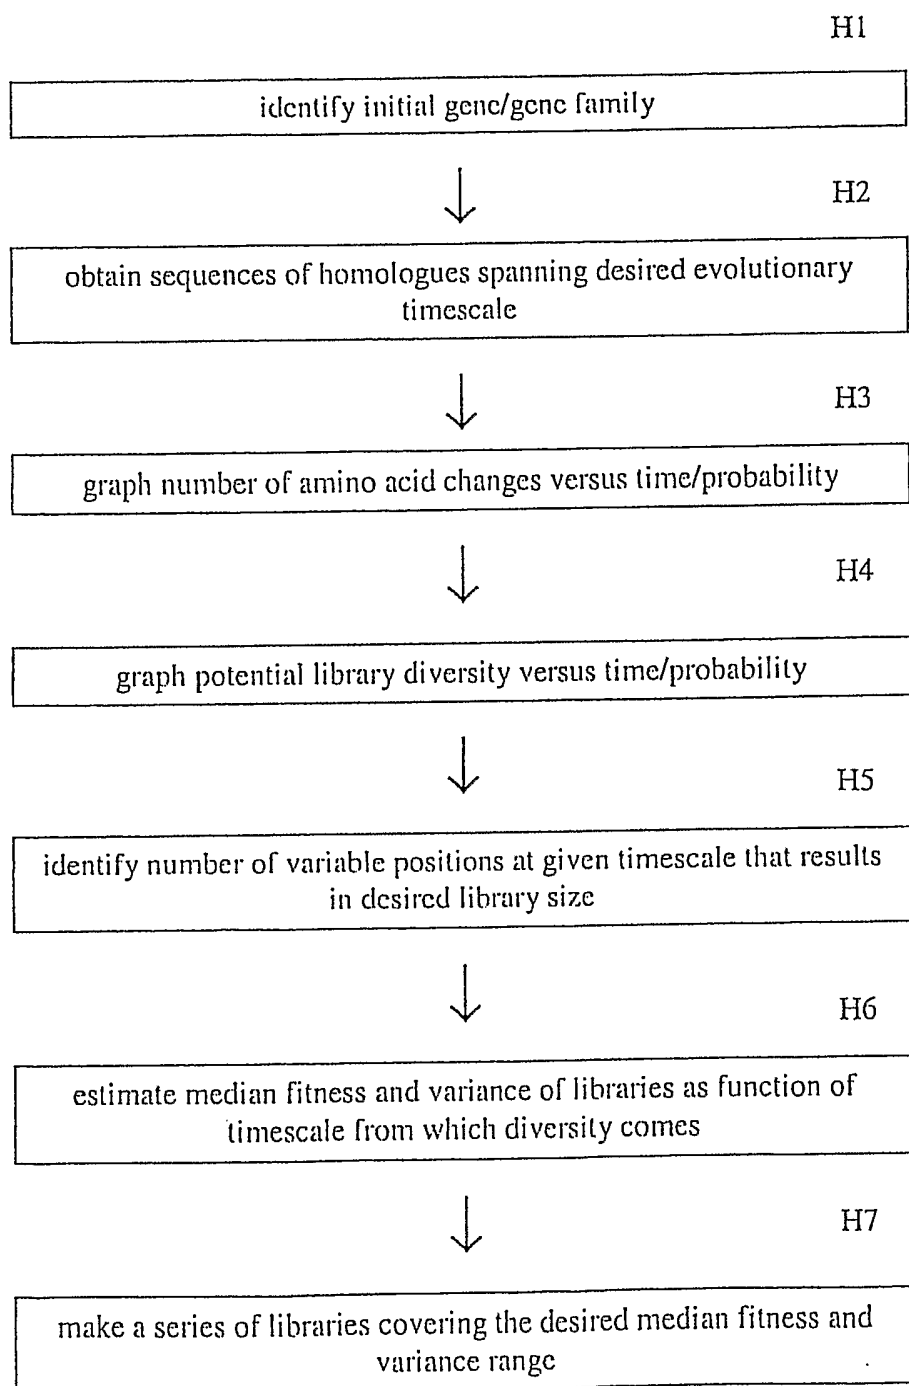 H1
identify initial gene/gene family
H2
obtain sequences of homologues spanning desired evolutionary
timescale
H3
graph number of amino acid changes versus time/probability
H4
graph potential library diversity versus time/probability
H5
identify number of variable positions at given timescale that results
in desired library size
H6
estimate median fitness and variance of libraries as function of
timescale from which diversity comes
H7
make a series of libraries covering the desired median fitness and
variance range